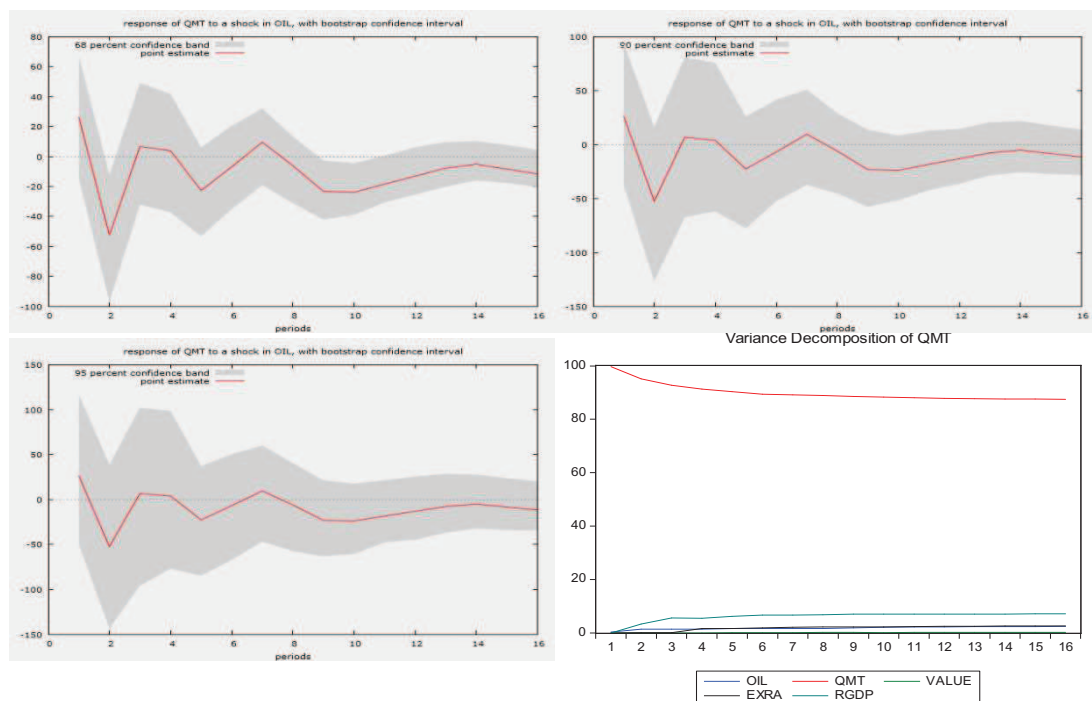 response of QMT to a shock in OIL, with bootstrap confidence interval
68 percent confidence band
point estimate
80
60
40
20
0
-20
-40
-60
-80
-100
0 2 4 6 8 10 12 14 16
periods
response of QMT to a shock in OIL, with bootstrap confidence interval
90 percent confidence band
point estimate
100
50
0
-50
-100
-150
0 2 4 6 8 10 12 14 16
periods
response of QMT to a shock in OIL, with bootstrap confidence interval
95 percent confidence band
point estimate
150
100
50
0
-50
-100
-150
0 2 4 6 8 10 12 14 16
periods
Variance Decomposition of QMT
100
80
60
40
20
0
1 2 3 4 5 6 7 8 9 10 11 12 13 14 15 16
OIL QMT VALUE
EXRA RGDP